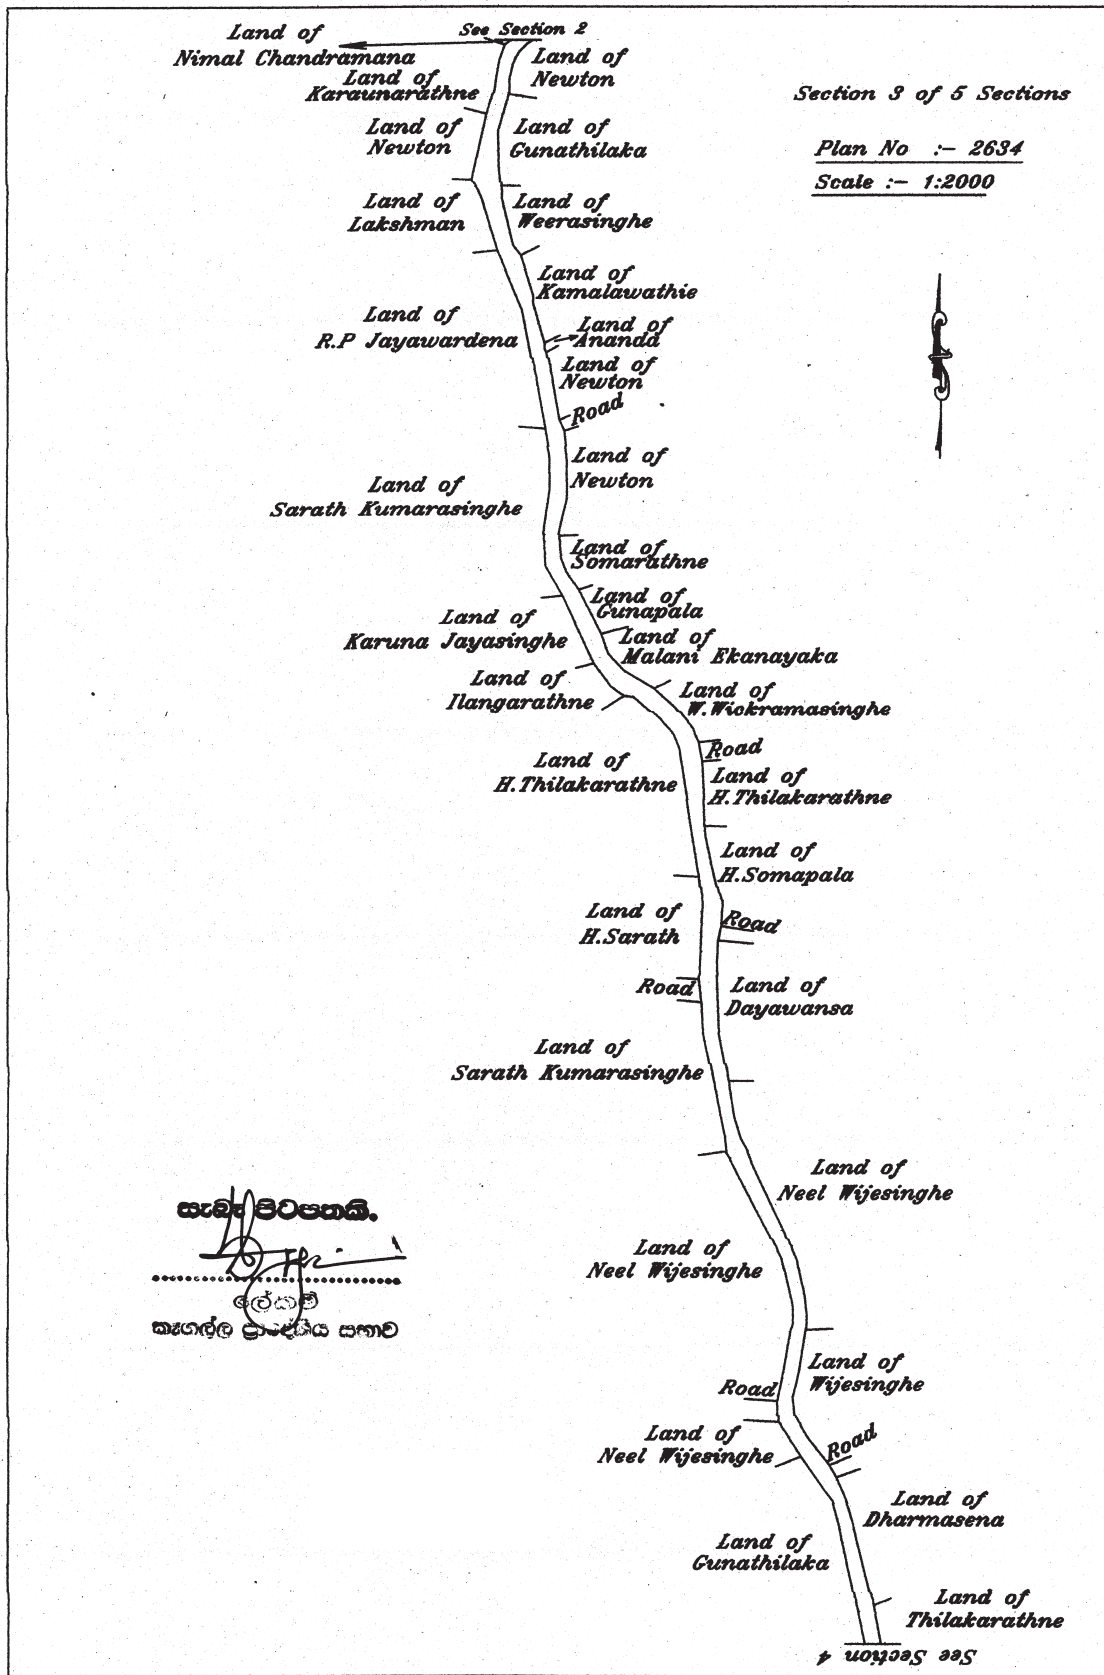 See Section 2
Land of
Nimal Chandramana
Land of
Newton
Land of
Karaunarathne
Section 3 of 5 Sections
Land of
Newton
Land of
Gunathilaka
Plan No :- 2634
Scale :- 1:2000
Land of
Lakshman
Land of
Weerasinghe
Land of
Kamalawathie
Land of
R.P Jayawardena
Land of
Ananda
Land of
Newton
Road
Land of
Newton
Land of
Sarath Kumarasinghe
Land of
Somarathne
Land of
Gunapala
Land of
Karuna Jayasinghe
Land of
Malani Ekanayaka
Land of
Ilangarathne
Land of
W.Wickramasinghe
Road
Land of
H.Thilakarathne
Land of
H.Thilakarathne
Land of
H.Somapala
Land of
H.Sarath
Road
Road
Land of
Dayawansa
Land of
Sarath Kumarasinghe
Land of
Neel Wijesinghe
සැබෑ පිටපතකි.
Land of
Neel Wijesinghe
ලේකම්
කෑගල්ල ප්‍රාදේශීය සභාව
Land of
Wijesinghe
Road
Land of
Neel Wijesinghe
Road
Land of
Dharmasena
Land of
Gunathilaka
Land of
Thilakarathne
See Section 4